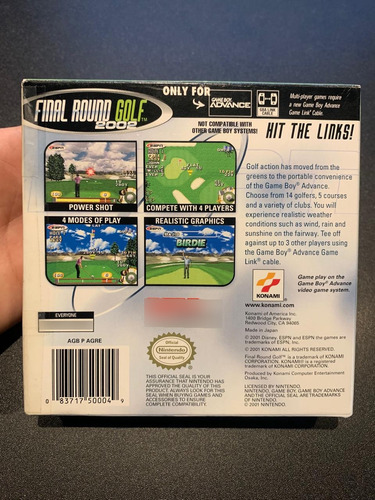 ONLY FOR
GAME BOY ADVANCE
GBA LINK
CABLE
Multi-player games require
a new Game Boy Advance
Game Link® Cable.
FINAL ROUND GOLF™
2002
NOT COMPATIBLE WITH
OTHER GAME BOY SYSTEMS!
HIT THE LINKS!
POWER SHOT
COMPETE WITH 4 PLAYERS
4 MODES OF PLAY
REALISTIC GRAPHICS
BIRDIE
Golf action has moved from the
greens to the portable convenience
of the Game Boy® Advance.
Choose from 14 golfers, 5 courses
and a variety of clubs. You will
experience realistic weather
conditions such as wind, rain and
sunshine on the fairway. Tee off
against up to 3 other players using
the Game Boy® Advance Game
Link® cable.
KONAMI
www.konami.com
Game play on the
Game Boy® Advance
video game system.
Konami of America Inc.
1400 Bridge Parkway
Redwood City, CA 94065
Made in Japan
© 2001 Disney. ESPN and ESPN games are
trademarks of ESPN, Inc.
© 2001 KONAMI ALL RIGHTS RESERVED.
Final Round Golf™ is a trademark of KONAMI
CORPORATION. KONAMI® is a registered
trademark of KONAMI CORPORATION.
Produced by Konami Computer Entertainment
Osaka, Inc.
LICENSED BY NINTENDO.
NINTENDO, GAME BOY, GAME BOY ADVANCE
AND THE OFFICIAL SEAL ARE TRADEMARKS
OF NINTENDO.
© 2001 NINTENDO.
EVERYONE
AGB P AGRE
0 83717 50004 9
Official
Nintendo
Seal of Quality
THIS OFFICIAL SEAL IS YOUR
ASSURANCE THAT NINTENDO HAS
APPROVED THE QUALITY OF THIS
PRODUCT. ALWAYS LOOK FOR THIS
SEAL WHEN BUYING GAMES AND
ACCESSORIES TO ENSURE
COMPLETE COMPATIBILITY.